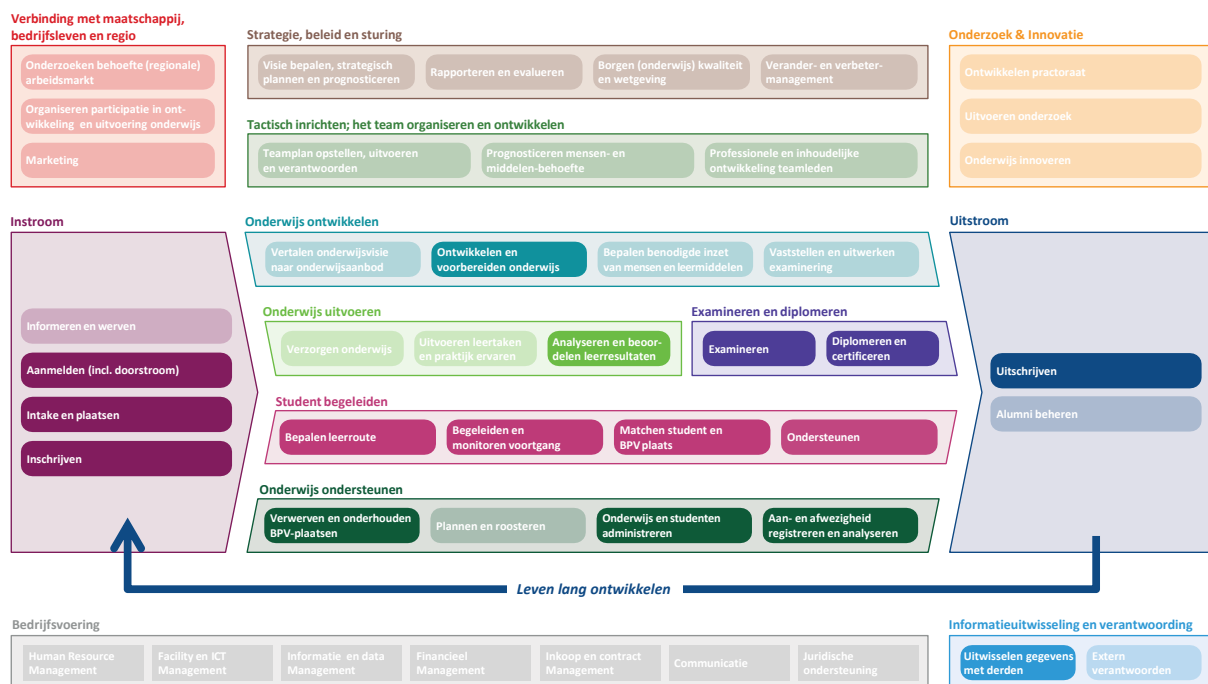 Verbinding met maatschappij,
bedrijfsleven en regio
Onderzoeken behoefte (regionale)
arbeidsmarkt
Organiseren participatie in ont-
wikkeling en uitvoering onderwijs
Marketing
Strategie, beleid en sturing
Visie bepalen, strategisch
plannen en prognosticeren
Rapporteren en evalueren
Borgen (onderwijs) kwaliteit
en wetgeving
Verander- en verbeter-
management
Tactisch inrichten; het team organiseren en ontwikkelen
Teamplan opstellen, uitvoeren
en verantwoorden
Prognosticeren mensen- en
middelen-behoefte
Professionele en inhoudelijke
ontwikkeling teamleden
Onderzoek & Innovatie
Ontwikkelen practoraat
Uitvoeren onderzoek
Onderwijs innoveren
Instroom
Informeren en werven
Aanmelden (incl. doorstroom)
Intake en plaatsen
Inschrijven
Onderwijs ontwikkelen
Vertalen onderwijsvisie
naar onderwijsaanbod
Ontwikkelen en
voorbereiden onderwijs
Bepalen benodigde inzet
van mensen en leermiddelen
Vaststellen en uitwerken
examinering
Onderwijs uitvoeren
Verzorgen onderwijs
Uitvoeren leertaken
en praktijk ervaren
Analyseren en beoor-
delen leerresultaten
Examineren en diplomeren
Examineren
Diplomeren en
certificeren
Student begeleiden
Bepalen leerroute
Begeleiden en
monitoren voortgang
Matchen student en
BPV plaats
Ondersteunen
Onderwijs ondersteunen
Verwerven en onderhouden
BPV-plaatsen
Plannen en roosteren
Onderwijs en studenten
administreren
Aan- en afwezigheid
registreren en analyseren
Uitstroom
Uitschrijven
Alumni beheren
Leven lang ontwikkelen
Bedrijfsvoering
Human Resource
Management
Facility en ICT
Management
Informatie en data
Management
Financieel
Management
Inkoop en contract
Management
Communicatie
Juridische
ondersteuning
Informatieuitwisseling en verantwoording
Uitwisselen gegevens
met derden
Extern
verantwoorden